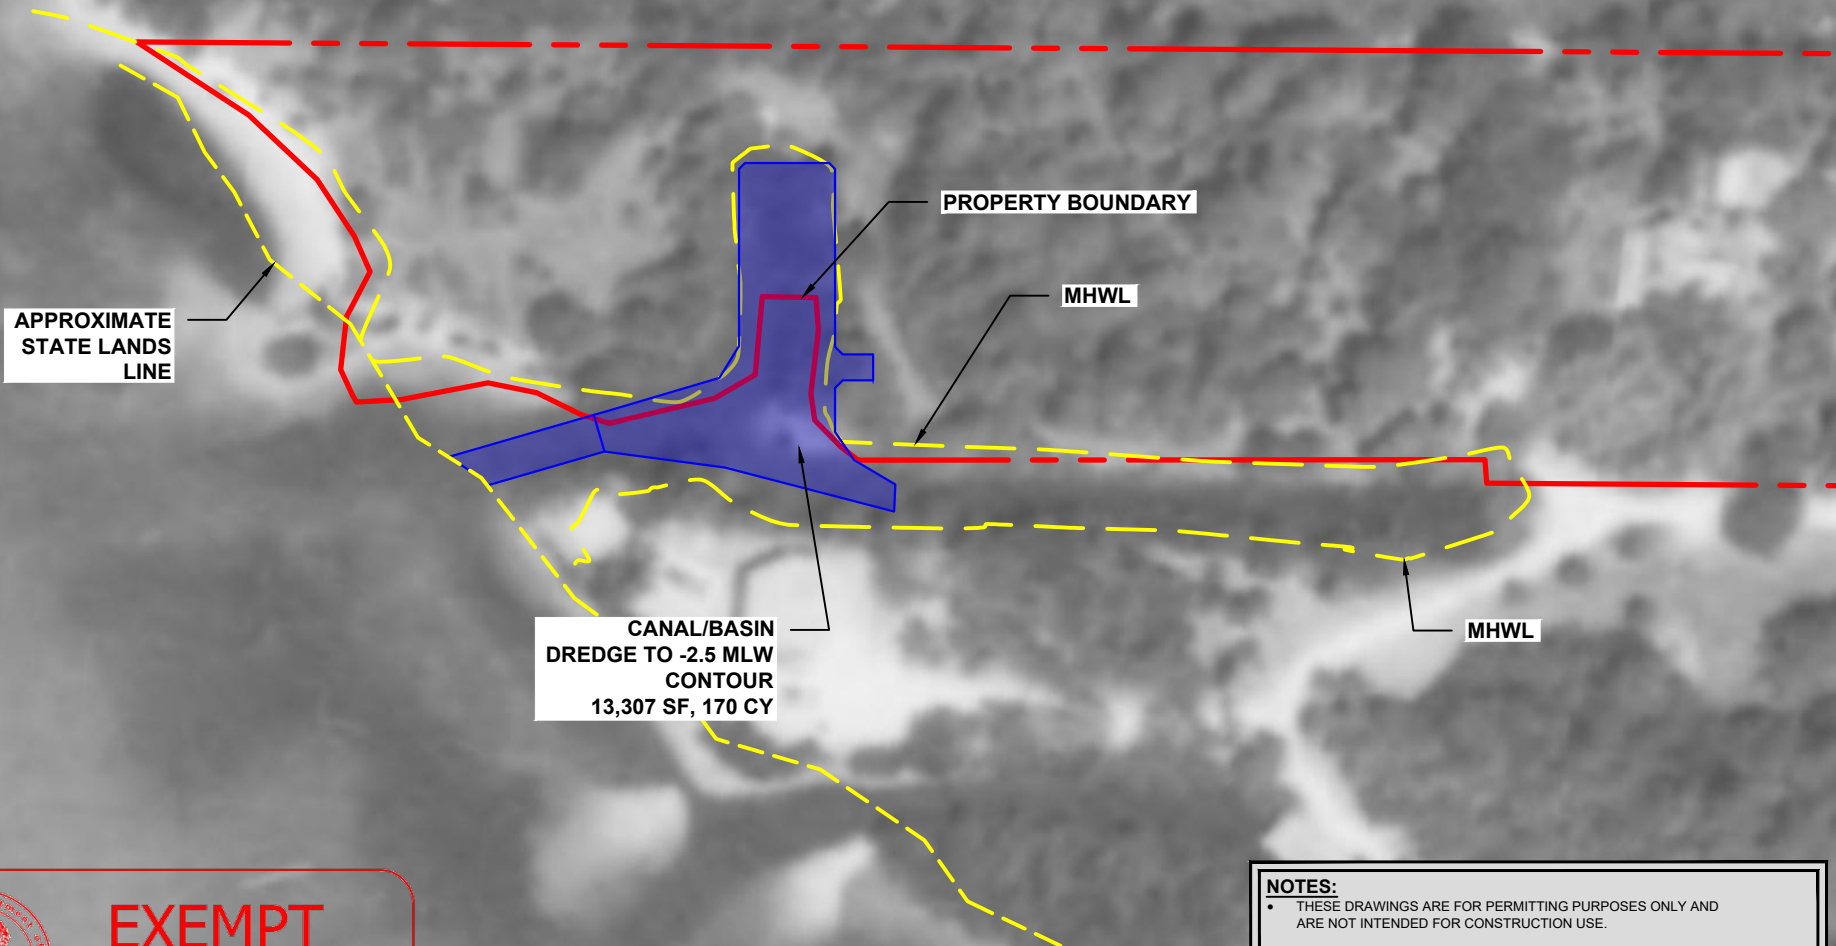 PROPERTY BOUNDARY
MHWL
APPROXIMATE
STATE LANDS
LINE
CANAL/BASIN
DREDGE TO -2.5 MLW
CONTOUR
13,307 SF, 170 CY
MHWL
EXEMPT
NOTES:
• THESE DRAWINGS ARE FOR PERMITTING PURPOSES ONLY AND
ARE NOT INTENDED FOR CONSTRUCTION USE.